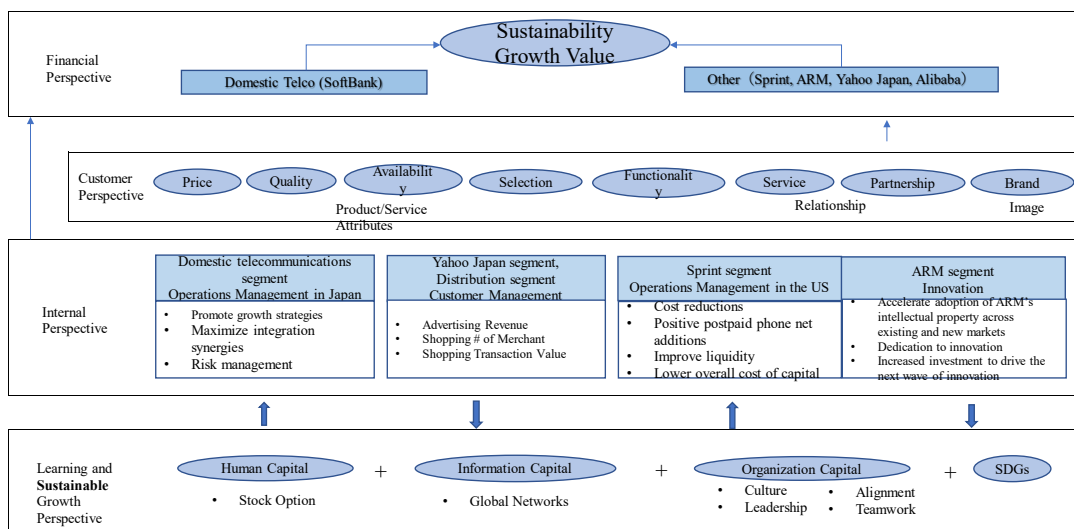 Sustainability
Growth Value
Financial
Perspective
Domestic Telco (SoftBank)
Other（Sprint, ARM, Yahoo Japan, Alibaba）
Customer
Perspective
Price
Quality
Availabilit
y
Selection
Functionalit
y
Service
Partnership
Brand
Product/Service
Attributes
Relationship
Image
Internal
Perspective
Domestic telecommunications
segment
Operations Management in Japan
• Promote growth strategies
• Maximize integration
synergies
• Risk management
Yahoo Japan segment,
Distribution segment
Customer Management
• Advertising Revenue
• Shopping # of Merchant
• Shopping Transaction Value
Sprint segment
Operations Management in the US
• Cost reductions
• Positive postpaid phone net
additions
• Improve liquidity
• Lower overall cost of capital
ARM segment
Innovation
• Accelerate adoption of ARM's
intellectual property across
existing and new markets
• Dedication to innovation
• Increased investment to drive the
next wave of innovation
Learning and
Sustainable
Growth
Perspective
Human Capital
+
Information Capital
+
Organization Capital
+
SDGs
• Stock Option
• Global Networks
• Culture
• Leadership
• Alignment
• Teamwork